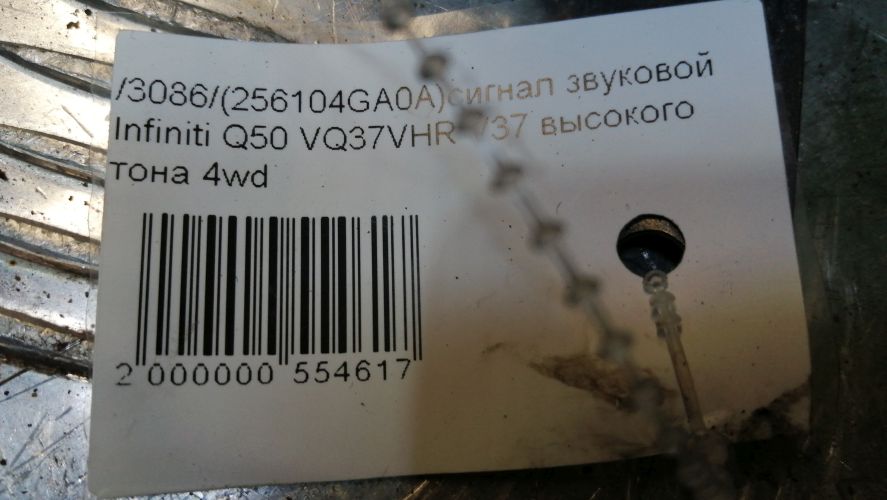 /3086/(256104GA0A)сигнал звуковой
Infiniti Q50 VQ37VHR V37 высокого
тона 4wd
2 000000 554617